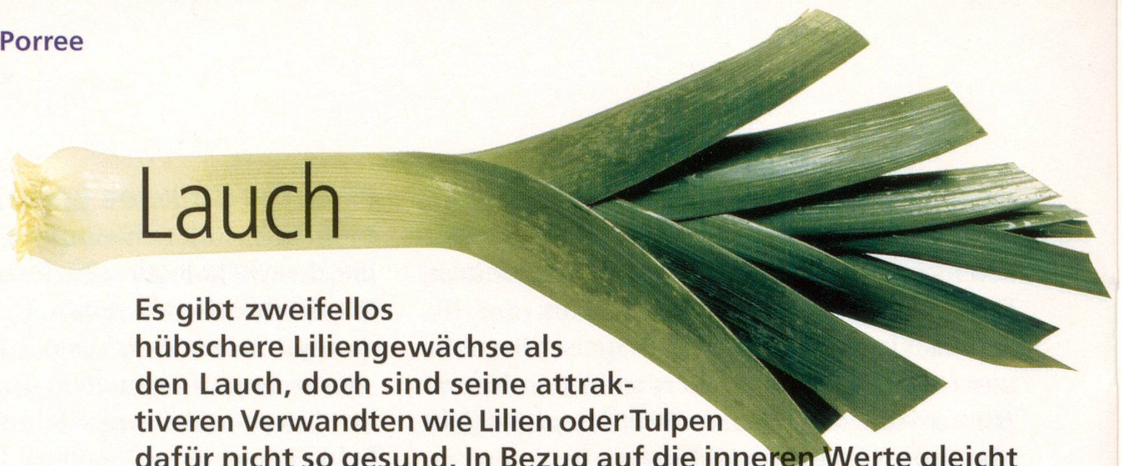 Porree
Lauch
Es gibt zweifellos
hübschere Liliengewächse als
den Lauch, doch sind seine attrak-
tiveren Verwandten wie Lilien oder Tulpen
dafür nicht so gesund. In Bezug auf die inneren Werte gleicht